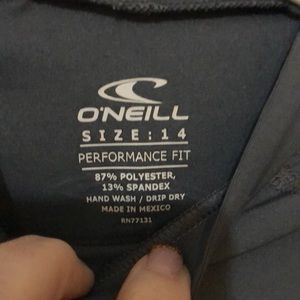 O'NEILL
SIZE: 14
PERFORMANCE FIT
87% POLYESTER,
13% SPANDEX
HAND WASH / DRIP DRY
MADE IN MEXICO
RN77131